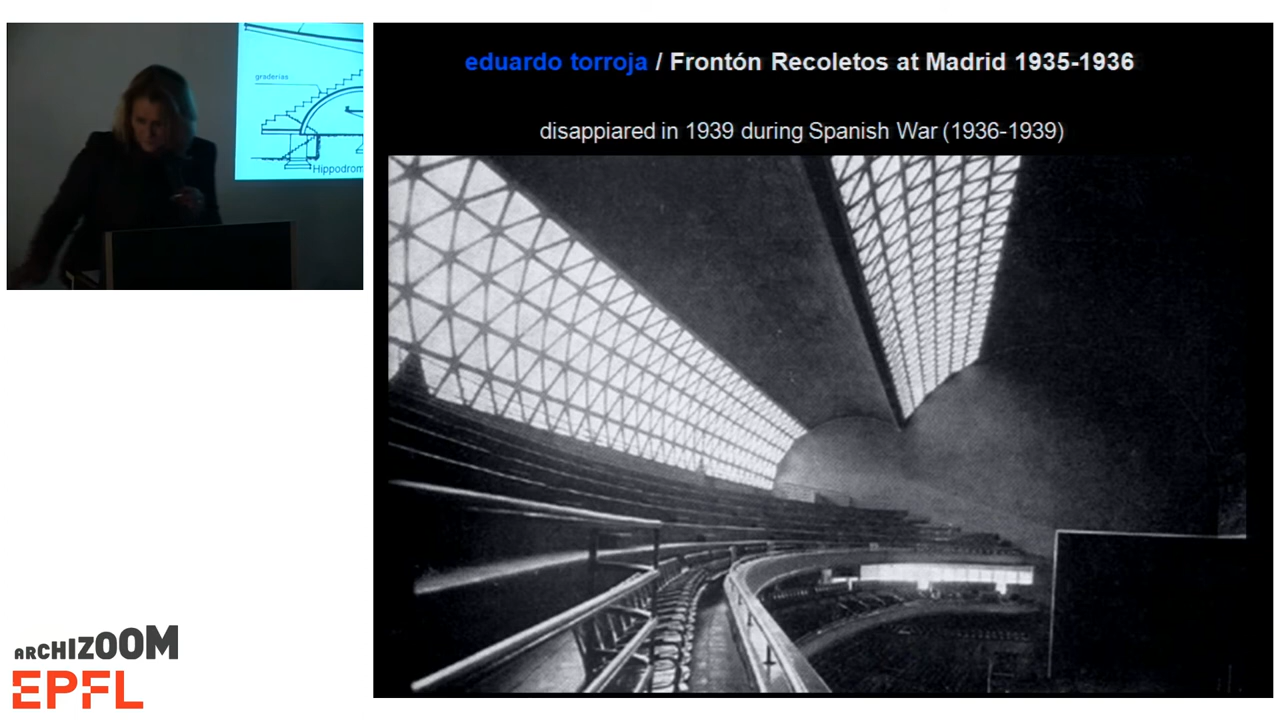 eduardo torroja / Frontón Recoletos at Madrid 1935-1936
disappiared in 1939 during Spanish War (1936-1939)
graderias
Hippodrom
ARCHIZOOM
EPFL